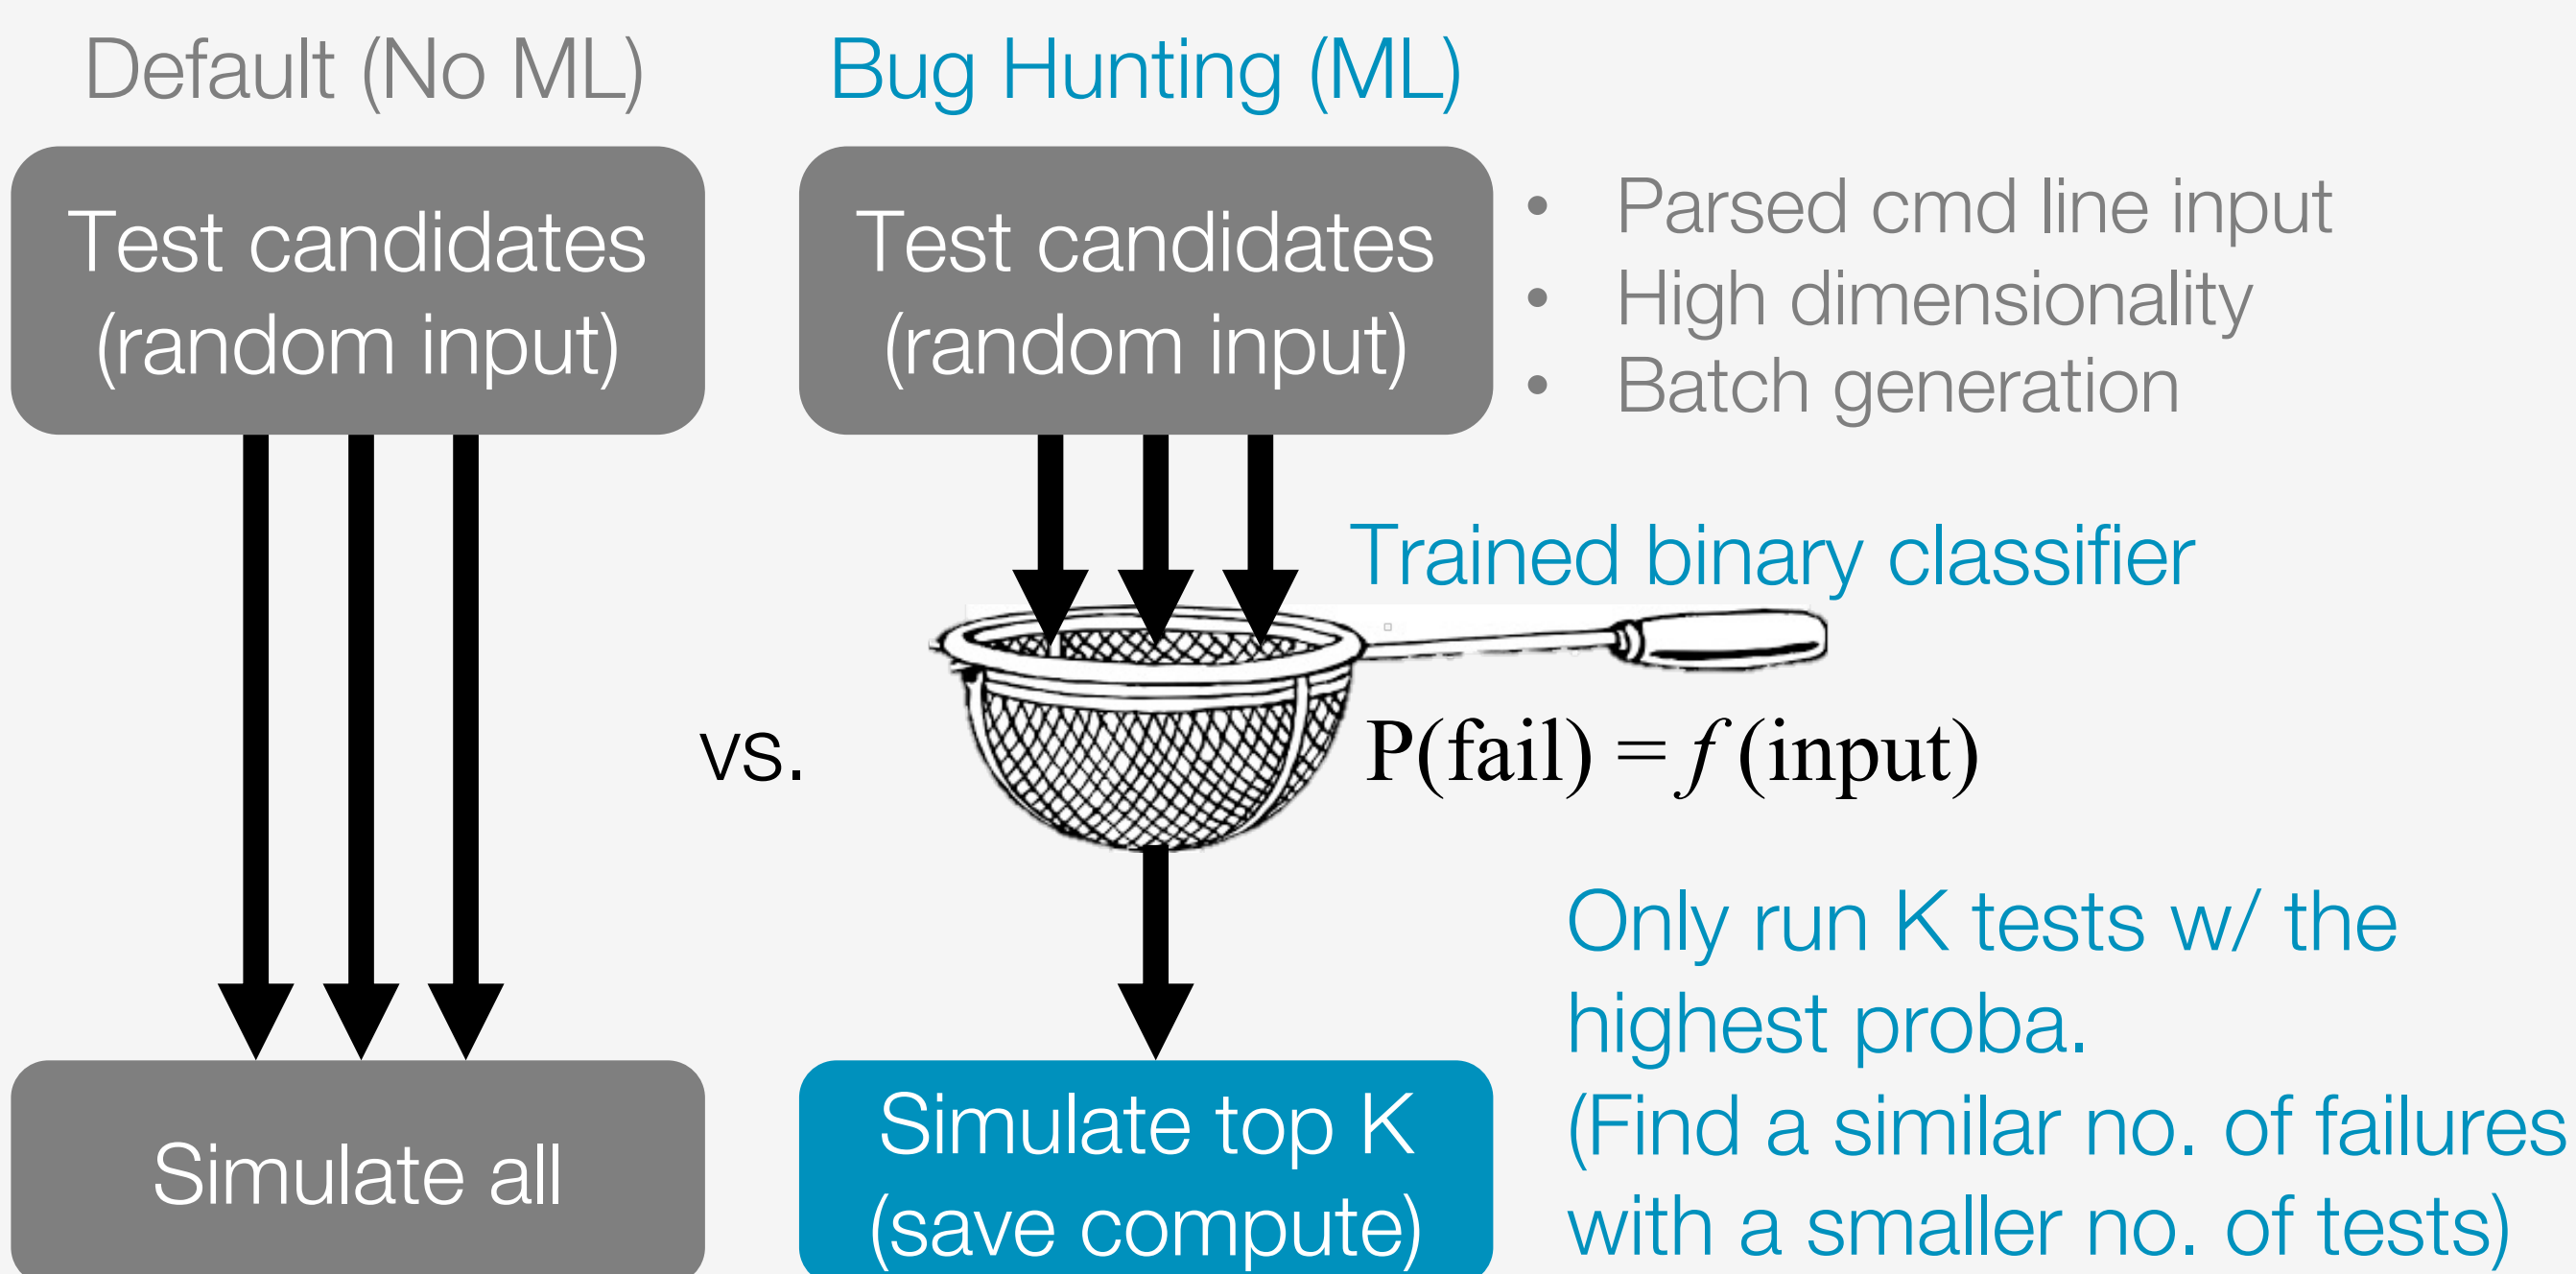 Default (No ML)
Test candidates
(random input)
Simulate all
vs.
Bug Hunting (ML)
Test candidates
(random input)
• Parsed cmd line input
• High dimensionality
• Batch generation
Trained binary classifier
P(fail) = f (input)
Simulate top K
(save compute)
Only run K tests w/ the
highest proba.
(Find a similar no. of failures
with a smaller no. of tests)